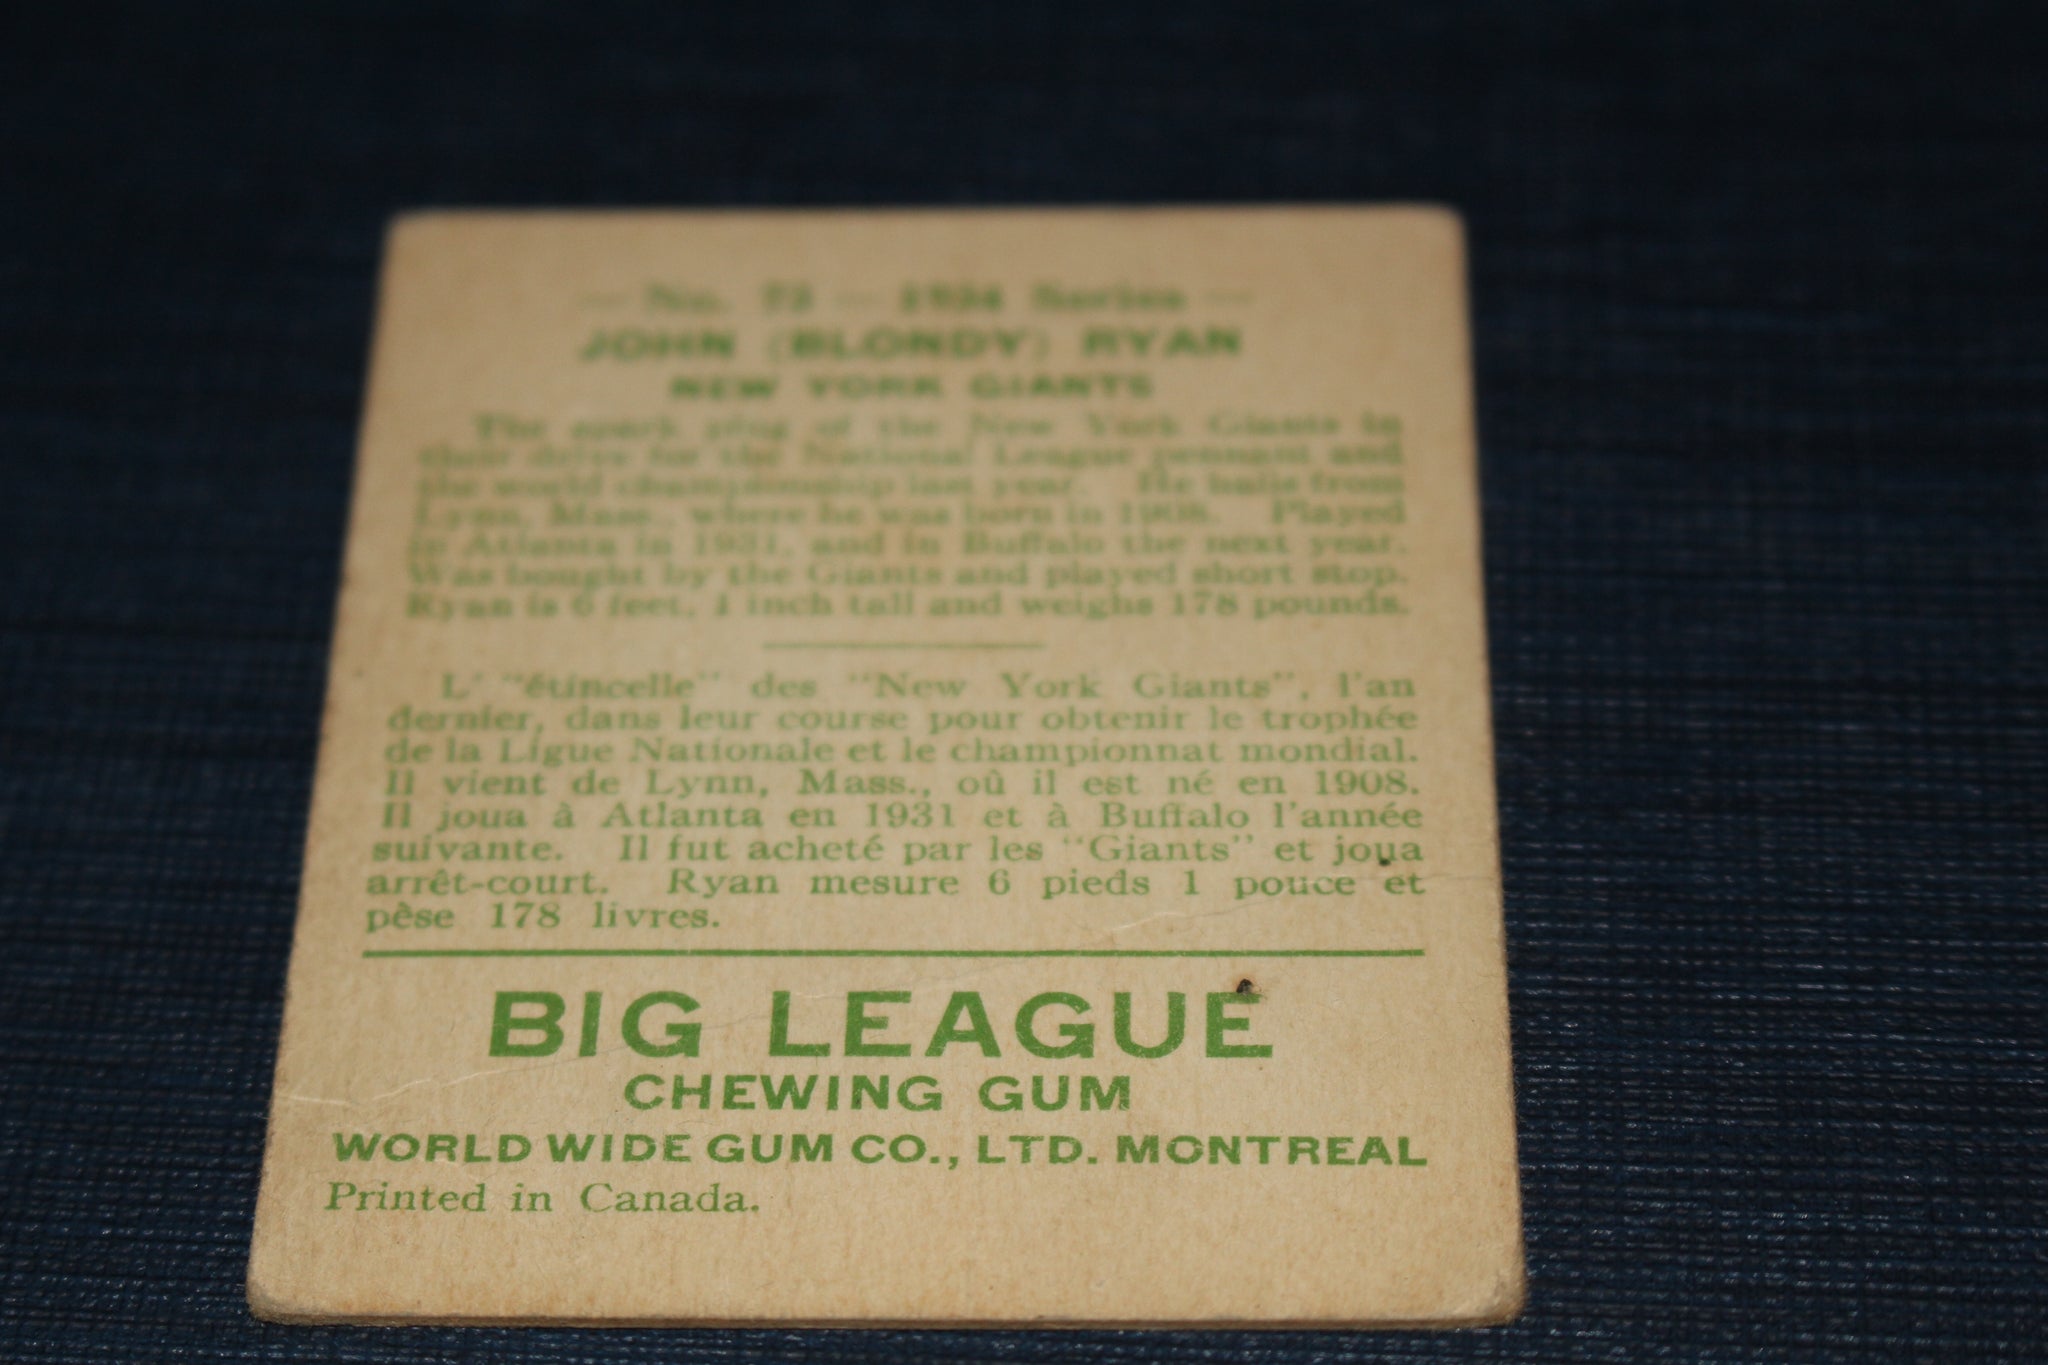 — No. 73 — 1934 Series —
JOHN (BLONDY) RYAN
NEW YORK GIANTS
The spark plug of the New York Giants in
their drive for the National League pennant and
the world championship last year. He hails from
Lynn, Mass., where he was born in 1908. Played
in Atlanta in 1931, and in Buffalo the next year.
Was bought by the Giants and played short stop.
Ryan is 6 feet, 1 inch tall and weighs 178 pounds.
L' "étincelle" des "New York Giants", l'an
dernier, dans leur course pour obtenir le trophée
de la Ligue Nationale et le championnat mondial.
Il vient de Lynn, Mass., où il est né en 1908.
Il joua à Atlanta en 1931 et à Buffalo l'année
suivante. Il fut acheté par les "Giants" et joua
arrêt-court. Ryan mesure 6 pieds 1 pouce et
pèse 178 livres.
BIG LEAGUE
CHEWING GUM
WORLD WIDE GUM CO., LTD. MONTREAL
Printed in Canada.